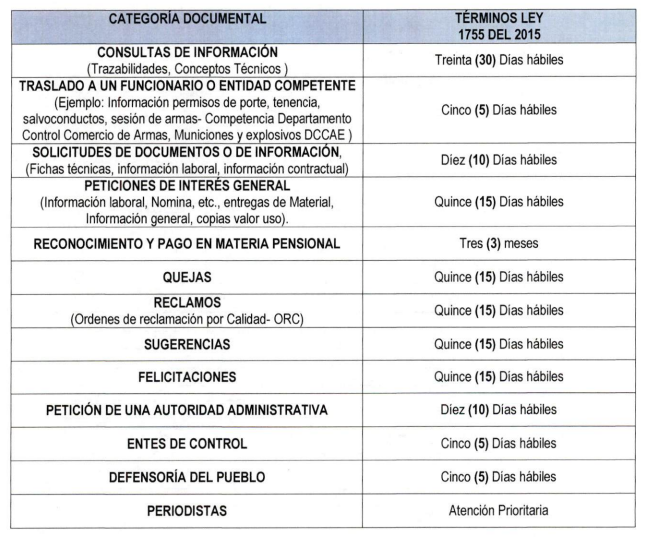 CATEGORÍA DOCUMENTAL
TÉRMINOS LEY
1755 DEL 2015
CONSULTAS DE INFORMACIÓN
(Trazabilidades, Conceptos Técnicos )
Treinta (30) Días hábiles
TRASLADO A UN FUNCIONARIO O ENTIDAD COMPETENTE
(Ejemplo: Información permisos de porte, tenencia,
salvoconductos, sesión de armas- Competencia Departamento
Control Comercio de Armas, Municiones y explosivos DCCAE )
Cinco (5) Días hábiles
SOLICITUDES DE DOCUMENTOS O DE INFORMACIÓN,
(Fichas técnicas, información laboral, información contractual)
Díez (10) Días hábiles
PETICIONES DE INTERÉS GENERAL
(Información laboral, Nomina, etc., entregas de Material,
Información general, copias valor uso).
Quince (15) Días hábiles
RECONOCIMIENTO Y PAGO EN MATERIA PENSIONAL
Tres (3) meses
QUEJAS
Quince (15) Días hábiles
RECLAMOS
(Ordenes de reclamación por Calidad- ORC)
Quince (15) Días hábiles
SUGERENCIAS
Quince (15) Días hábiles
FELICITACIONES
Quince (15) Días hábiles
PETICIÓN DE UNA AUTORIDAD ADMINISTRATIVA
Díez (10) Días hábiles
ENTES DE CONTROL
Cinco (5) Días hábiles
DEFENSORÍA DEL PUEBLO
Cinco (5) Días hábiles
PERIODISTAS
Atención Prioritaria